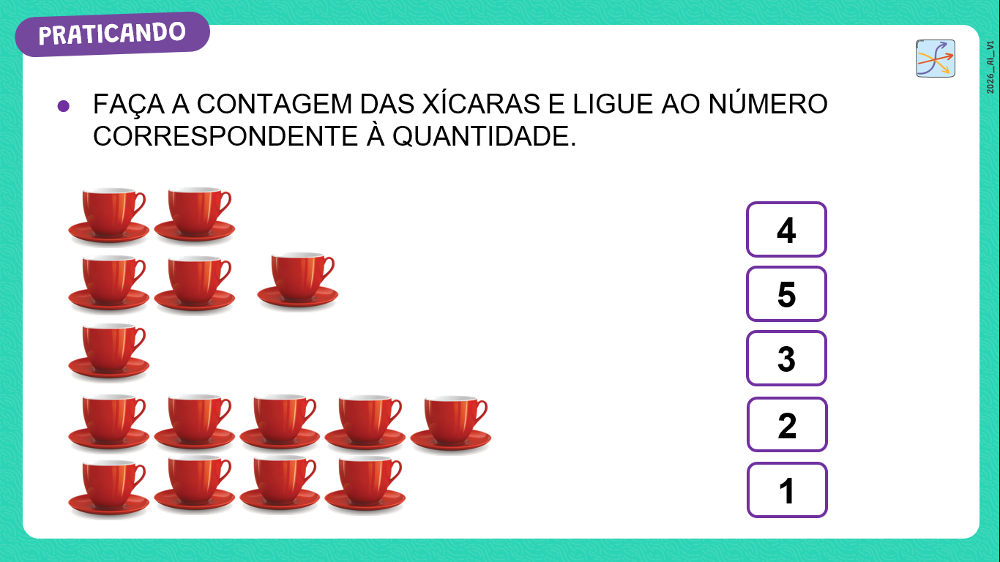 PRATICANDO
2026_AI_V1
● FAÇA A CONTAGEM DAS XÍCARAS E LIGUE AO NÚMERO
CORRESPONDENTE À QUANTIDADE.
4
5
3
2
1